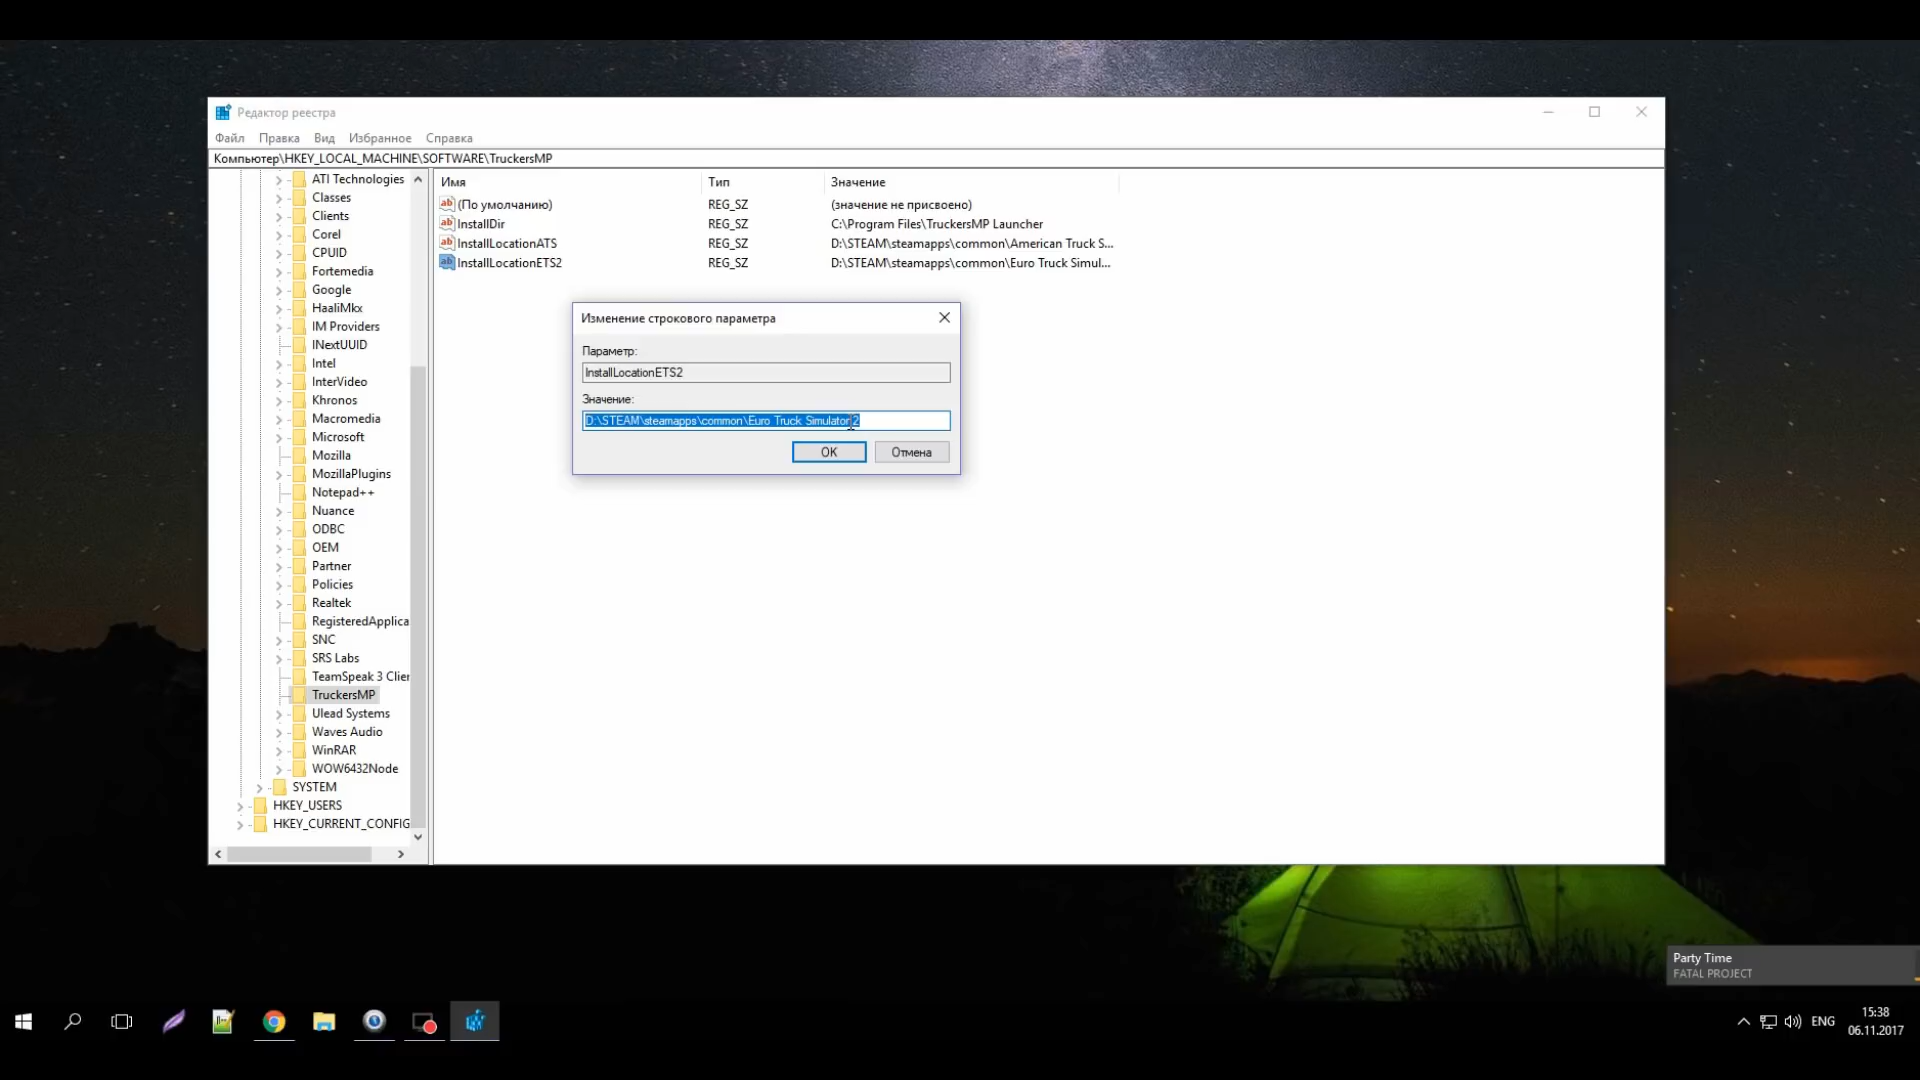 Редактор реестра
Файл Правка Вид Избранное Справка
Компьютер\HKEY_LOCAL_MACHINE\SOFTWARE\TruckersMP
ATI Technologies
Classes
Clients
Corel
CPUID
Fortemedia
Google
HaaliMkx
IM Providers
INextUUID
Intel
InterVideo
Khronos
Macromedia
Microsoft
Mozilla
MozillaPlugins
Notepad++
Nuance
ODBC
OEM
Partner
Policies
Realtek
RegisteredApplica
SNC
SRS Labs
TeamSpeak 3 Clier
TruckersMP
Ulead Systems
Waves Audio
WinRAR
WOW6432Node
SYSTEM
HKEY_USERS
HKEY_CURRENT_CONFIG
Имя Тип Значение
(По умолчанию) REG_SZ (значение не присвоено)
InstallDir REG_SZ C:\Program Files\TruckersMP Launcher
InstallLocationATS REG_SZ D:\STEAM\steamapps\common\American Truck S...
InstallLocationETS2 REG_SZ D:\STEAM\steamapps\common\Euro Truck Simul...
Изменение строкового параметра
Параметр:
InstallLocationETS2
Значение:
D:\STEAM\steamapps\common\Euro Truck Simulator 2
OK Отмена
Party Time
FATAL PROJECT
ENG
15:38
06.11.2017